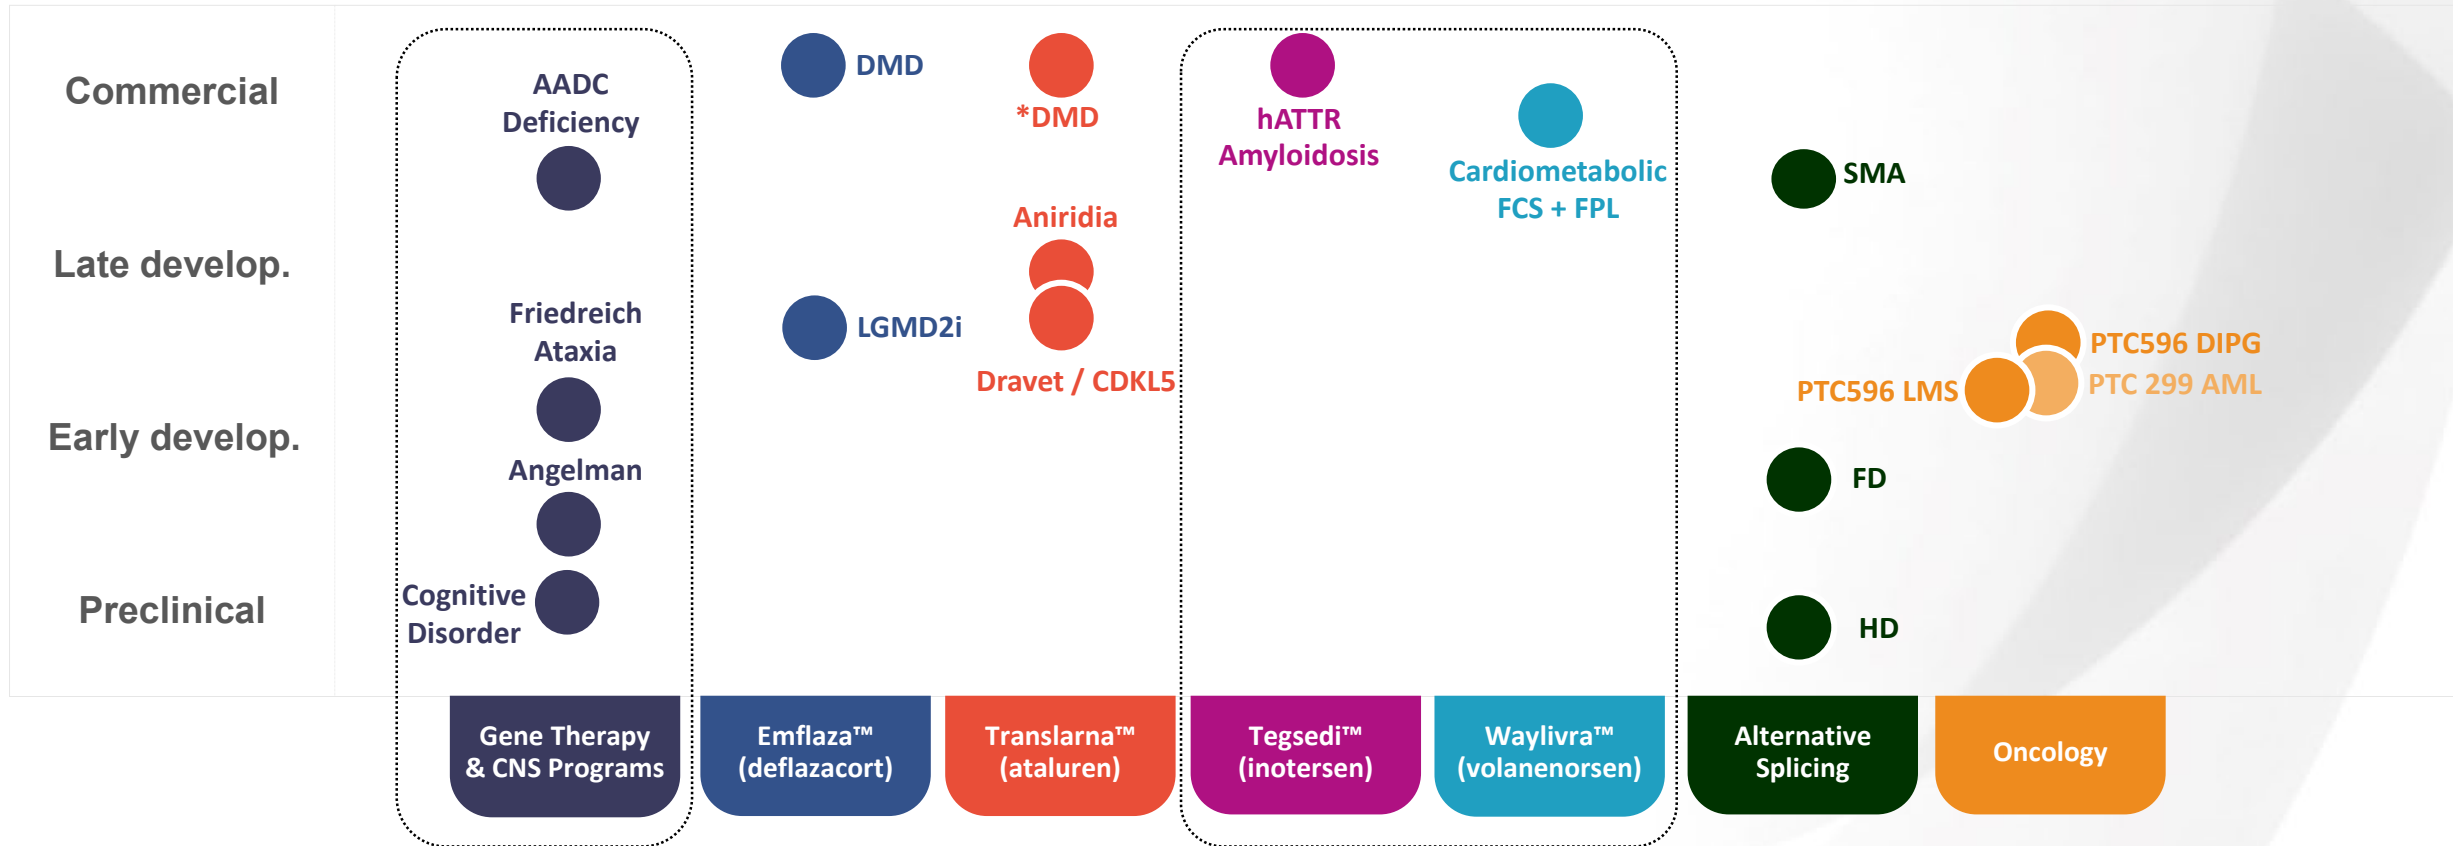 Commercial
Late develop.
Early develop.
Preclinical
AADC
Deficiency
Friedreich
Ataxia
Angelman
Cognitive
Disorder
DMD
LGMD2i
*DMD
Aniridia
Dravet / CDKL5
hATTR
Amyloidosis
Cardiometabolic
FCS + FPL
SMA
FD
HD
PTC596 DIPG
PTC 299 AML
PTC596 LMS
Gene Therapy
& CNS Programs
Emflaza™
(deflazacort)
Translarna™
(ataluren)
Tegsedi™
(inotersen)
Waylivra™
(volanenorsen)
Alternative
Splicing
Oncology